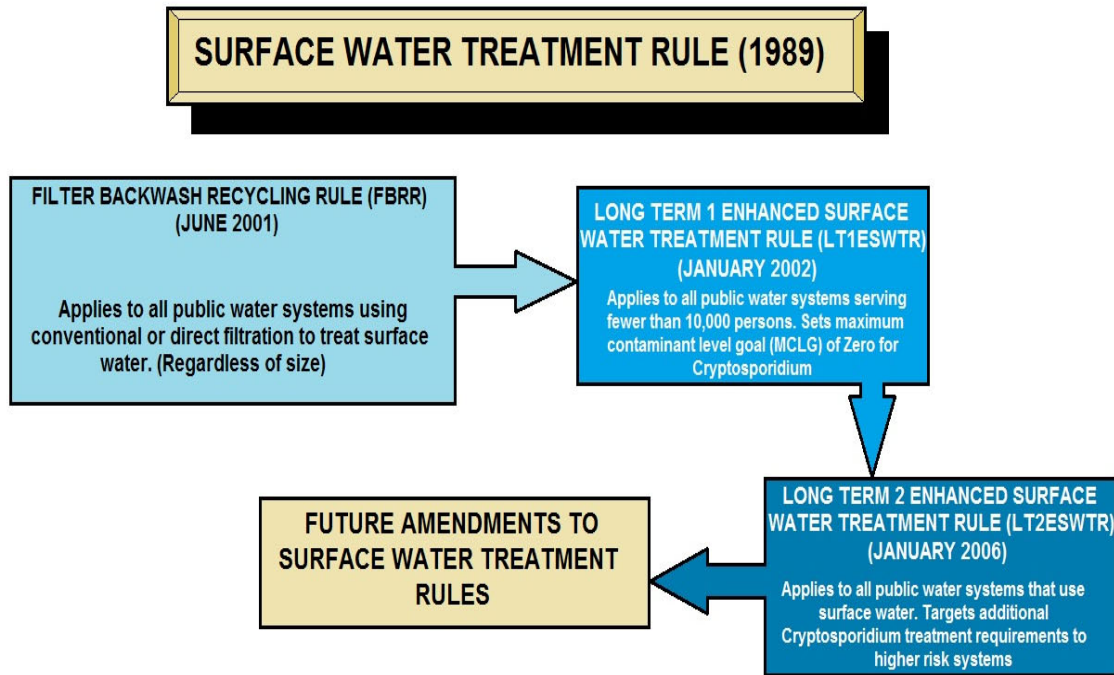 SURFACE WATER TREATMENT RULE (1989)
FILTER BACKWASH RECYCLING RULE (FBRR)
(JUNE 2001)
Applies to all public water systems using
conventional or direct filtration to treat surface
water. (Regardless of size)
LONG TERM 1 ENHANCED SURFACE
WATER TREATMENT RULE (LT1ESWTR)
(JANUARY 2002)
Applies to all public water systems serving
fewer than 10,000 persons. Sets maximum
contaminant level goal (MCLG) of Zero for
Cryptosporidium
LONG TERM 2 ENHANCED SURFACE
WATER TREATMENT RULE (LT2ESWTR)
(JANUARY 2006)
Applies to all public water systems that use
surface water. Targets additional
Cryptosporidium treatment requirements to
higher risk systems
FUTURE AMENDMENTS TO
SURFACE WATER TREATMENT
RULES